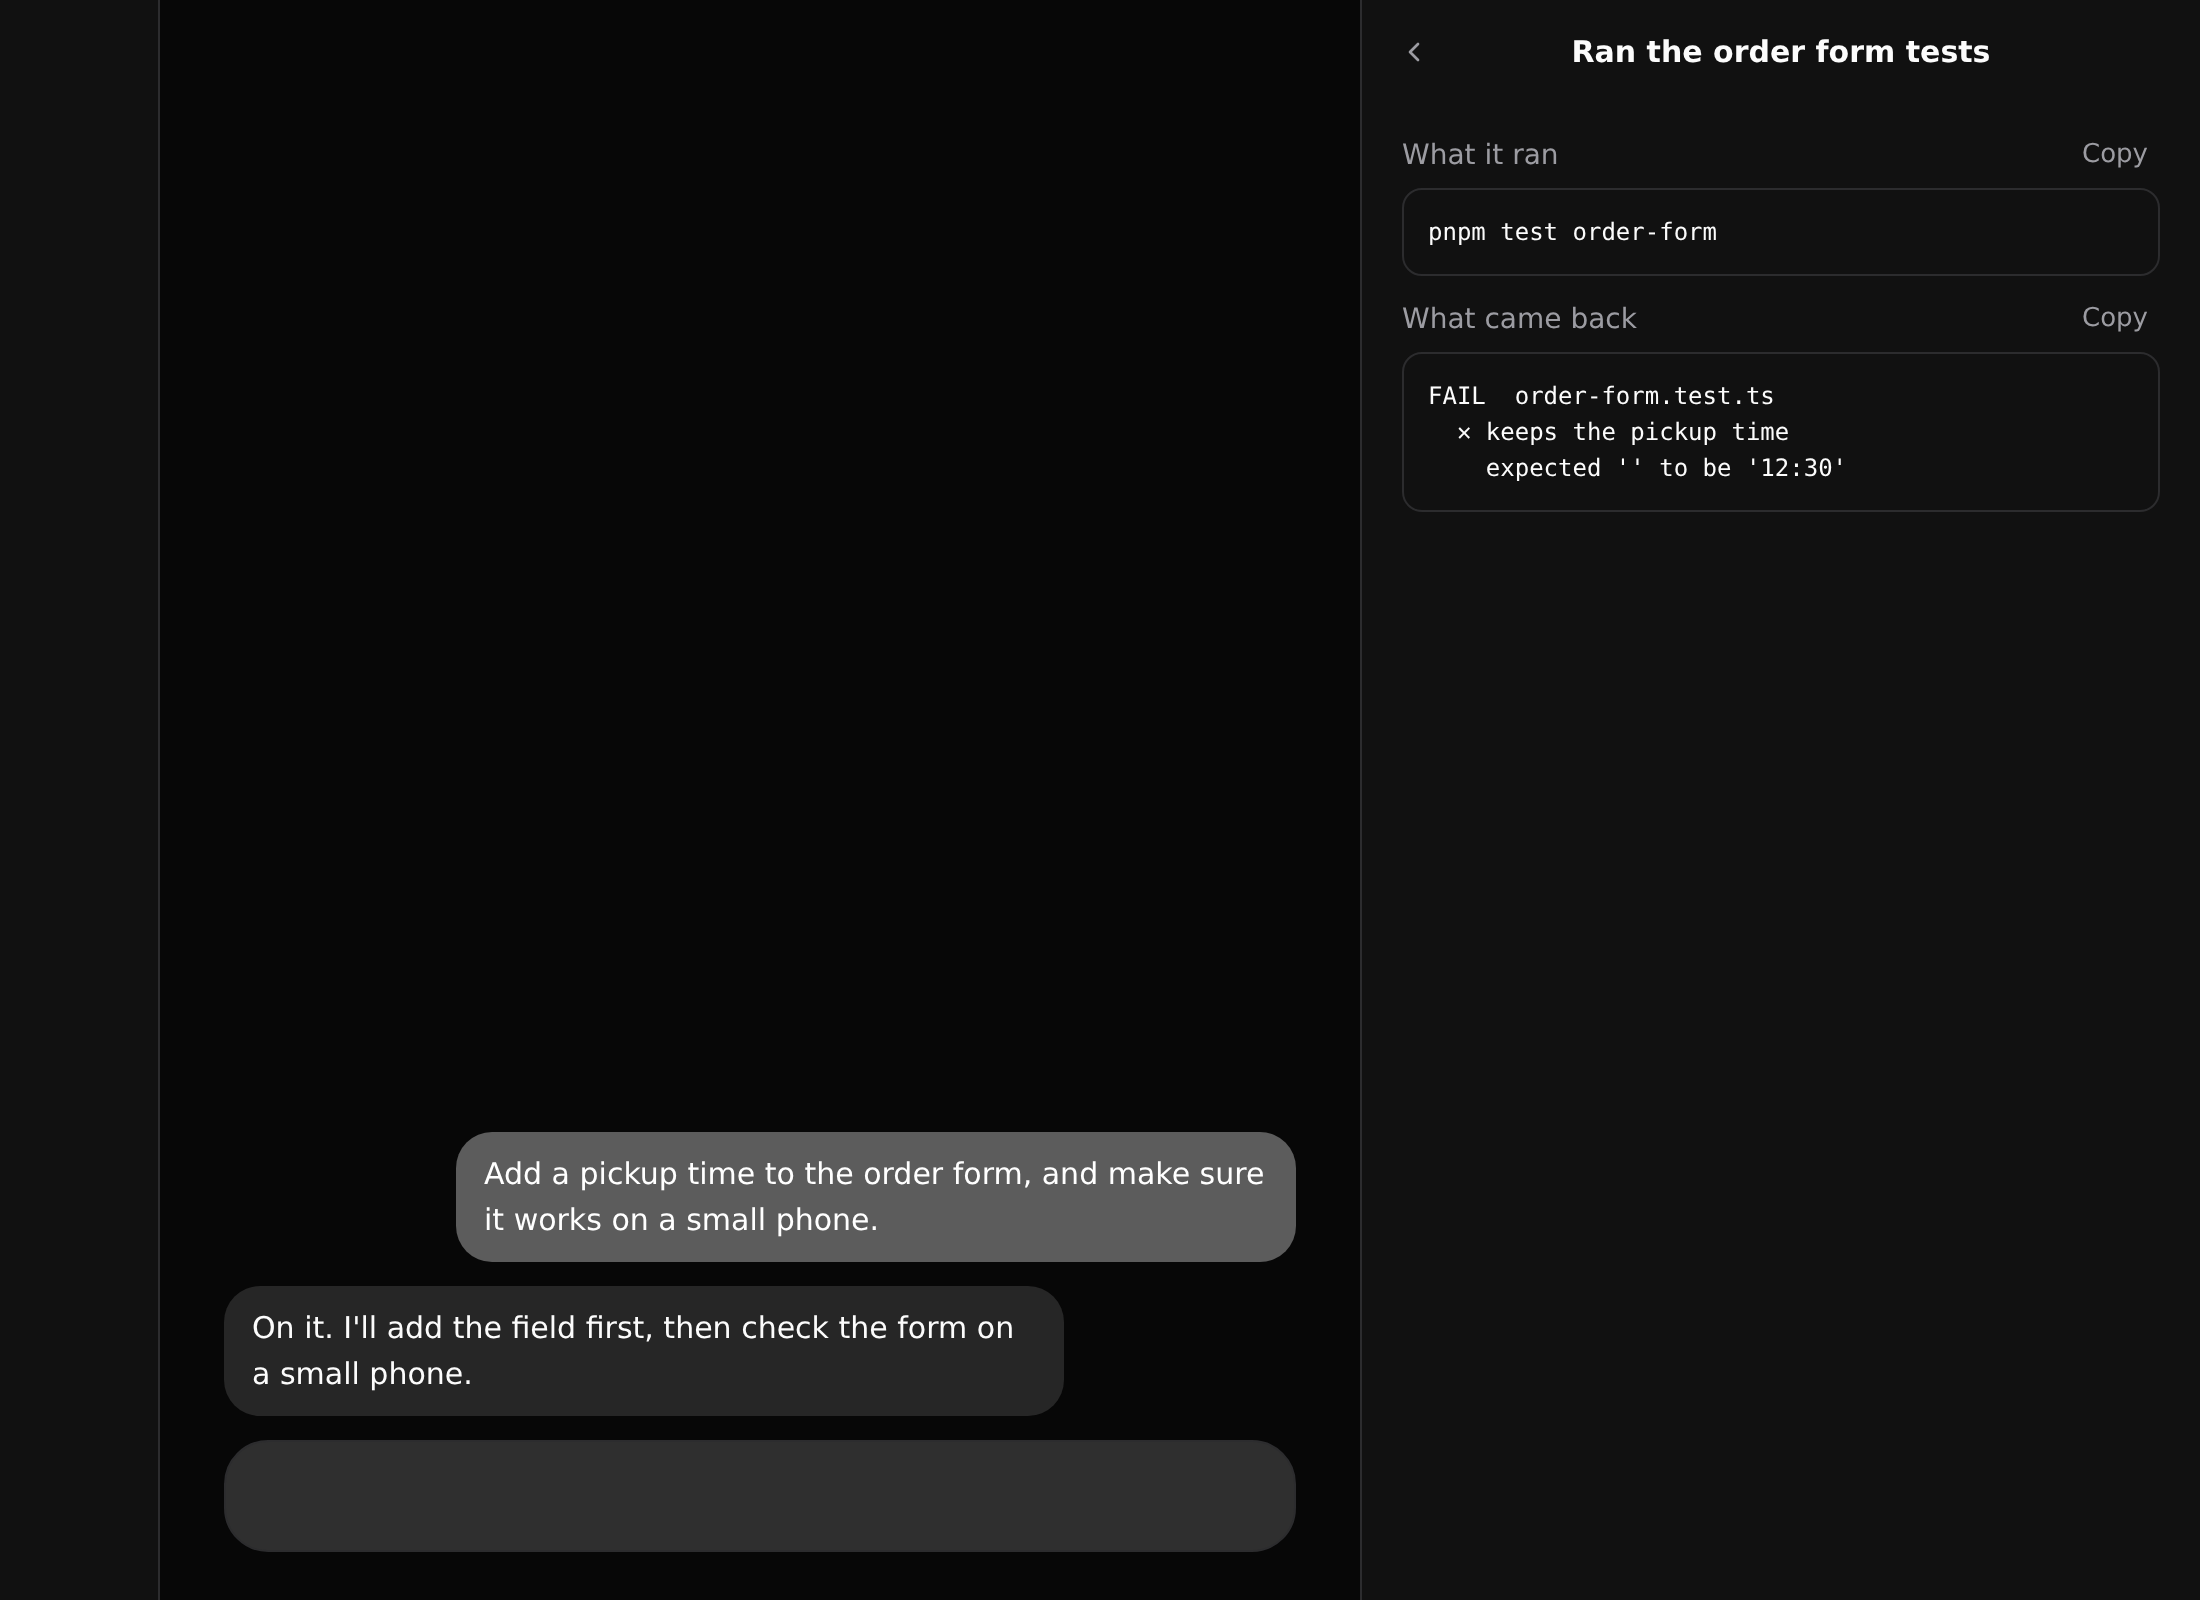 Ran the order form tests
What it ran
Copy
pnpm test order-form
What came back
Copy
FAIL  order-form.test.ts
  × keeps the pickup time
    expected '' to be '12:30'
Add a pickup time to the order form, and make sure
it works on a small phone.
On it. I'll add the field first, then check the form on
a small phone.